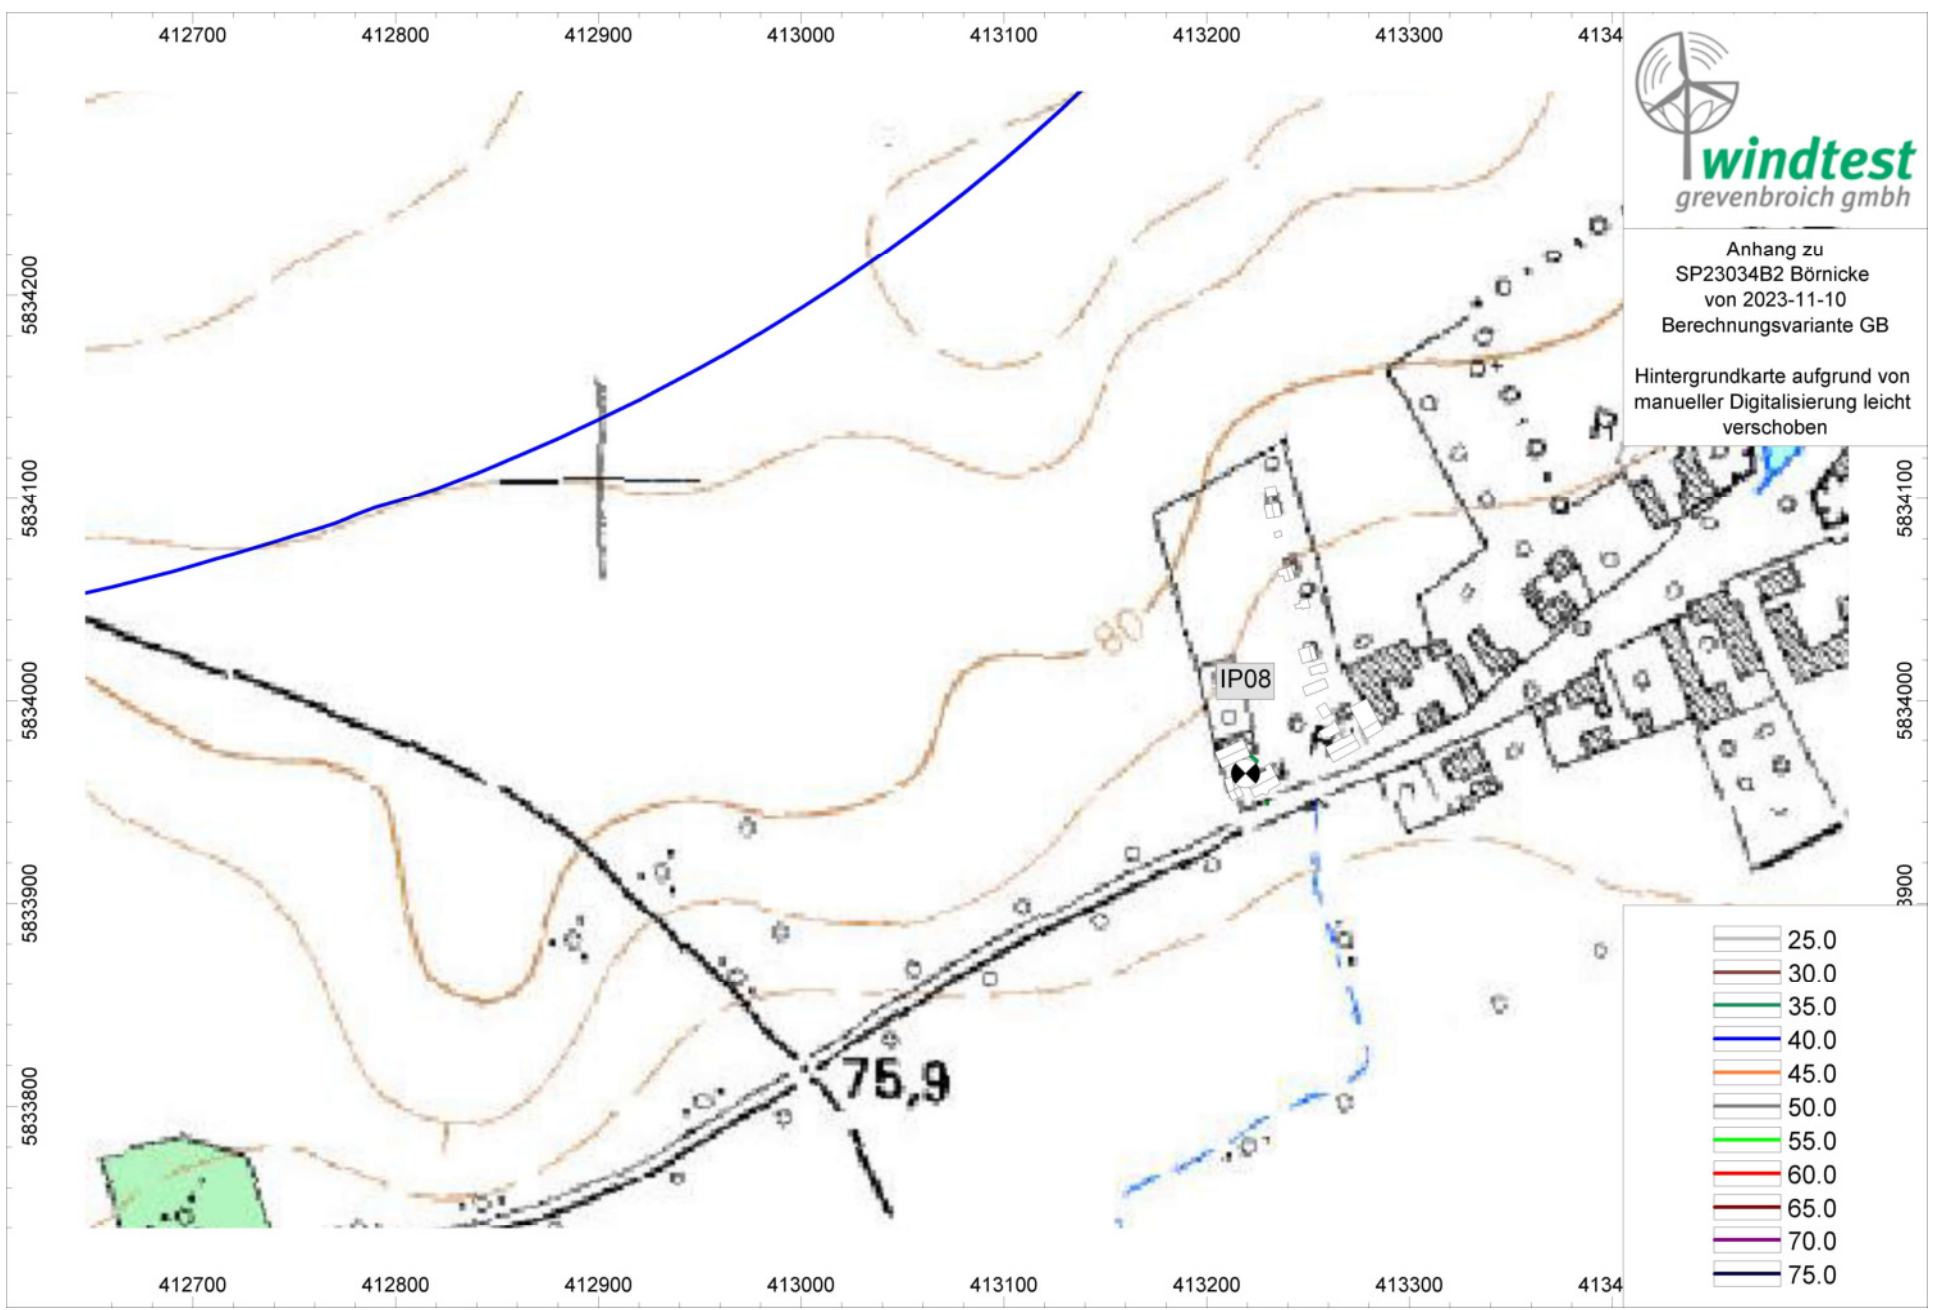 412700 412800 412900 413000 413100 413200 413300 4134
windtest
grevenbroich gmbh
Anhang zu
SP23034B2 Börnicke
von 2023-11-10
Berechnungsvariante GB
Hintergrundkarte aufgrund von
manueller Digitalisierung leicht
verschoben
5834200
5834100
5834000
5833900
5833800
5834100
5834000
3900
IP08
75,9
25.0
30.0
35.0
40.0
45.0
50.0
55.0
60.0
65.0
70.0
75.0
412700 412800 412900 413000 413100 413200 413300 4134